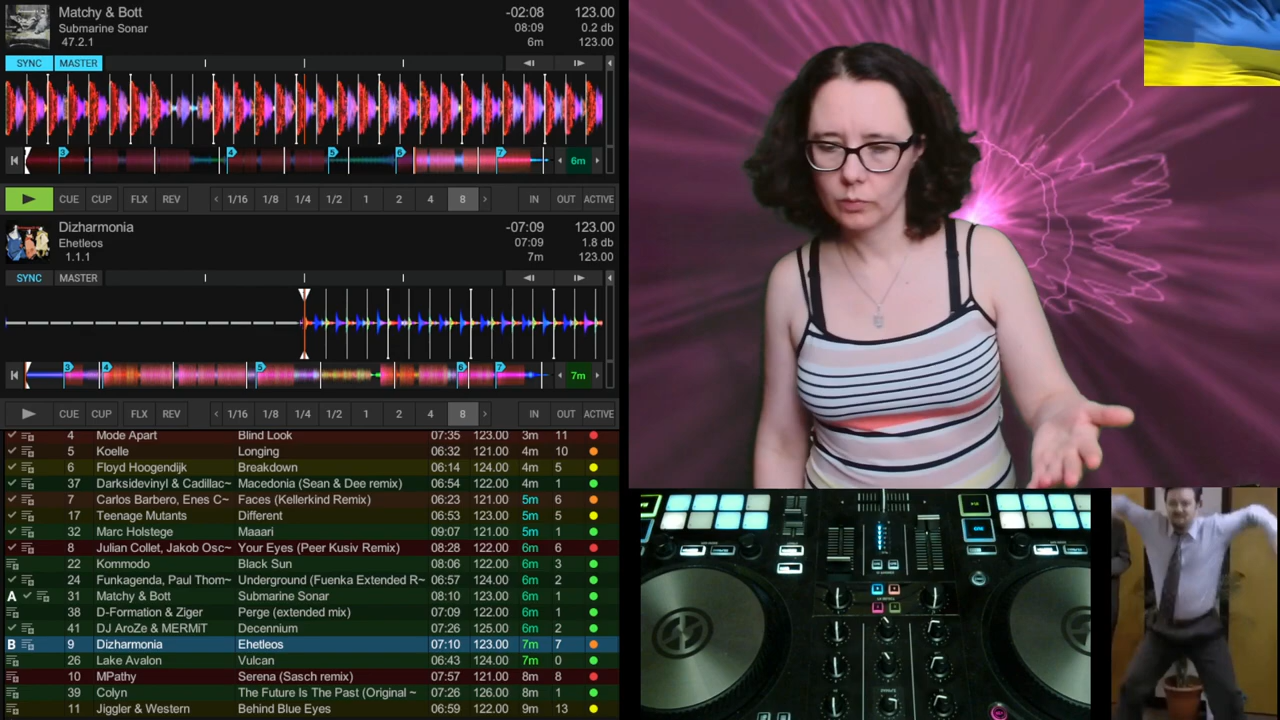 Matchy & Bott -02:08 123.00
Submarine Sonar 08:09 0.2 db
47.2.1 6m 123.00
SYNC MASTER
3 4 5 6 7 6m
CUE CUP FLX REV 1/16 1/8 1/4 1/2 1 2 4 8 IN OUT ACTIVE
Dizharmonia -07:09 123.00
Ehetleos 07:09 1.8 db
1.1.1 7m 123.00
SYNC MASTER
3 4 5 6 7 7m
CUE CUP FLX REV 1/16 1/8 1/4 1/2 1 2 4 8 IN OUT ACTIVE
4 Mode Apart Blind Look 07:35 123.00 3m 11
5 Koelle Longing 06:32 121.00 4m 10
6 Floyd Hoogendijk Breakdown 06:14 124.00 4m 5
37 Darksidevinyl & Cadillac~ Macedonia (Sean & Dee remix) 06:54 122.00 4m 1
7 Carlos Barbero, Enes C~ Faces (Kellerkind Remix) 06:23 121.00 5m 6
17 Teenage Mutants Different 06:53 123.00 5m 5
32 Marc Holstege Maaari 09:07 121.00 5m 1
8 Julian Collet, Jakob Osc~ Your Eyes (Peer Kusiv Remix) 08:28 122.00 6m 6
22 Kommodo Black Sun 08:06 122.00 6m 3
24 Funkagenda, Paul Thom~ Underground (Fuenka Extended R~ 06:57 124.00 6m 2
A 31 Matchy & Bott Submarine Sonar 08:10 123.00 6m 1
38 D-Formation & Ziger Perge (extended mix) 07:09 122.00 6m 1
41 DJ AroZe & MERMiT Decennium 07:26 125.00 6m 2
B 9 Dizharmonia Ehetleos 07:10 123.00 7m 7
26 Lake Avalon Vulcan 06:43 124.00 7m 0
10 MPathy Serena (Sasch remix) 07:57 121.00 8m 8
39 Colyn The Future Is The Past (Original ~ 07:26 126.00 8m 1
11 Jiggler & Western Behind Blue Eyes 06:59 122.00 9m 13